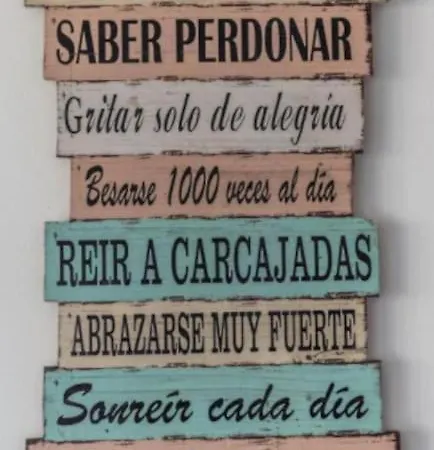 SABER PERDONAR
Gritar solo de alegría
Besarse 1000 veces al día
REIR A CARCAJADAS
ABRAZARSE MUY FUERTE
Sonreír cada día